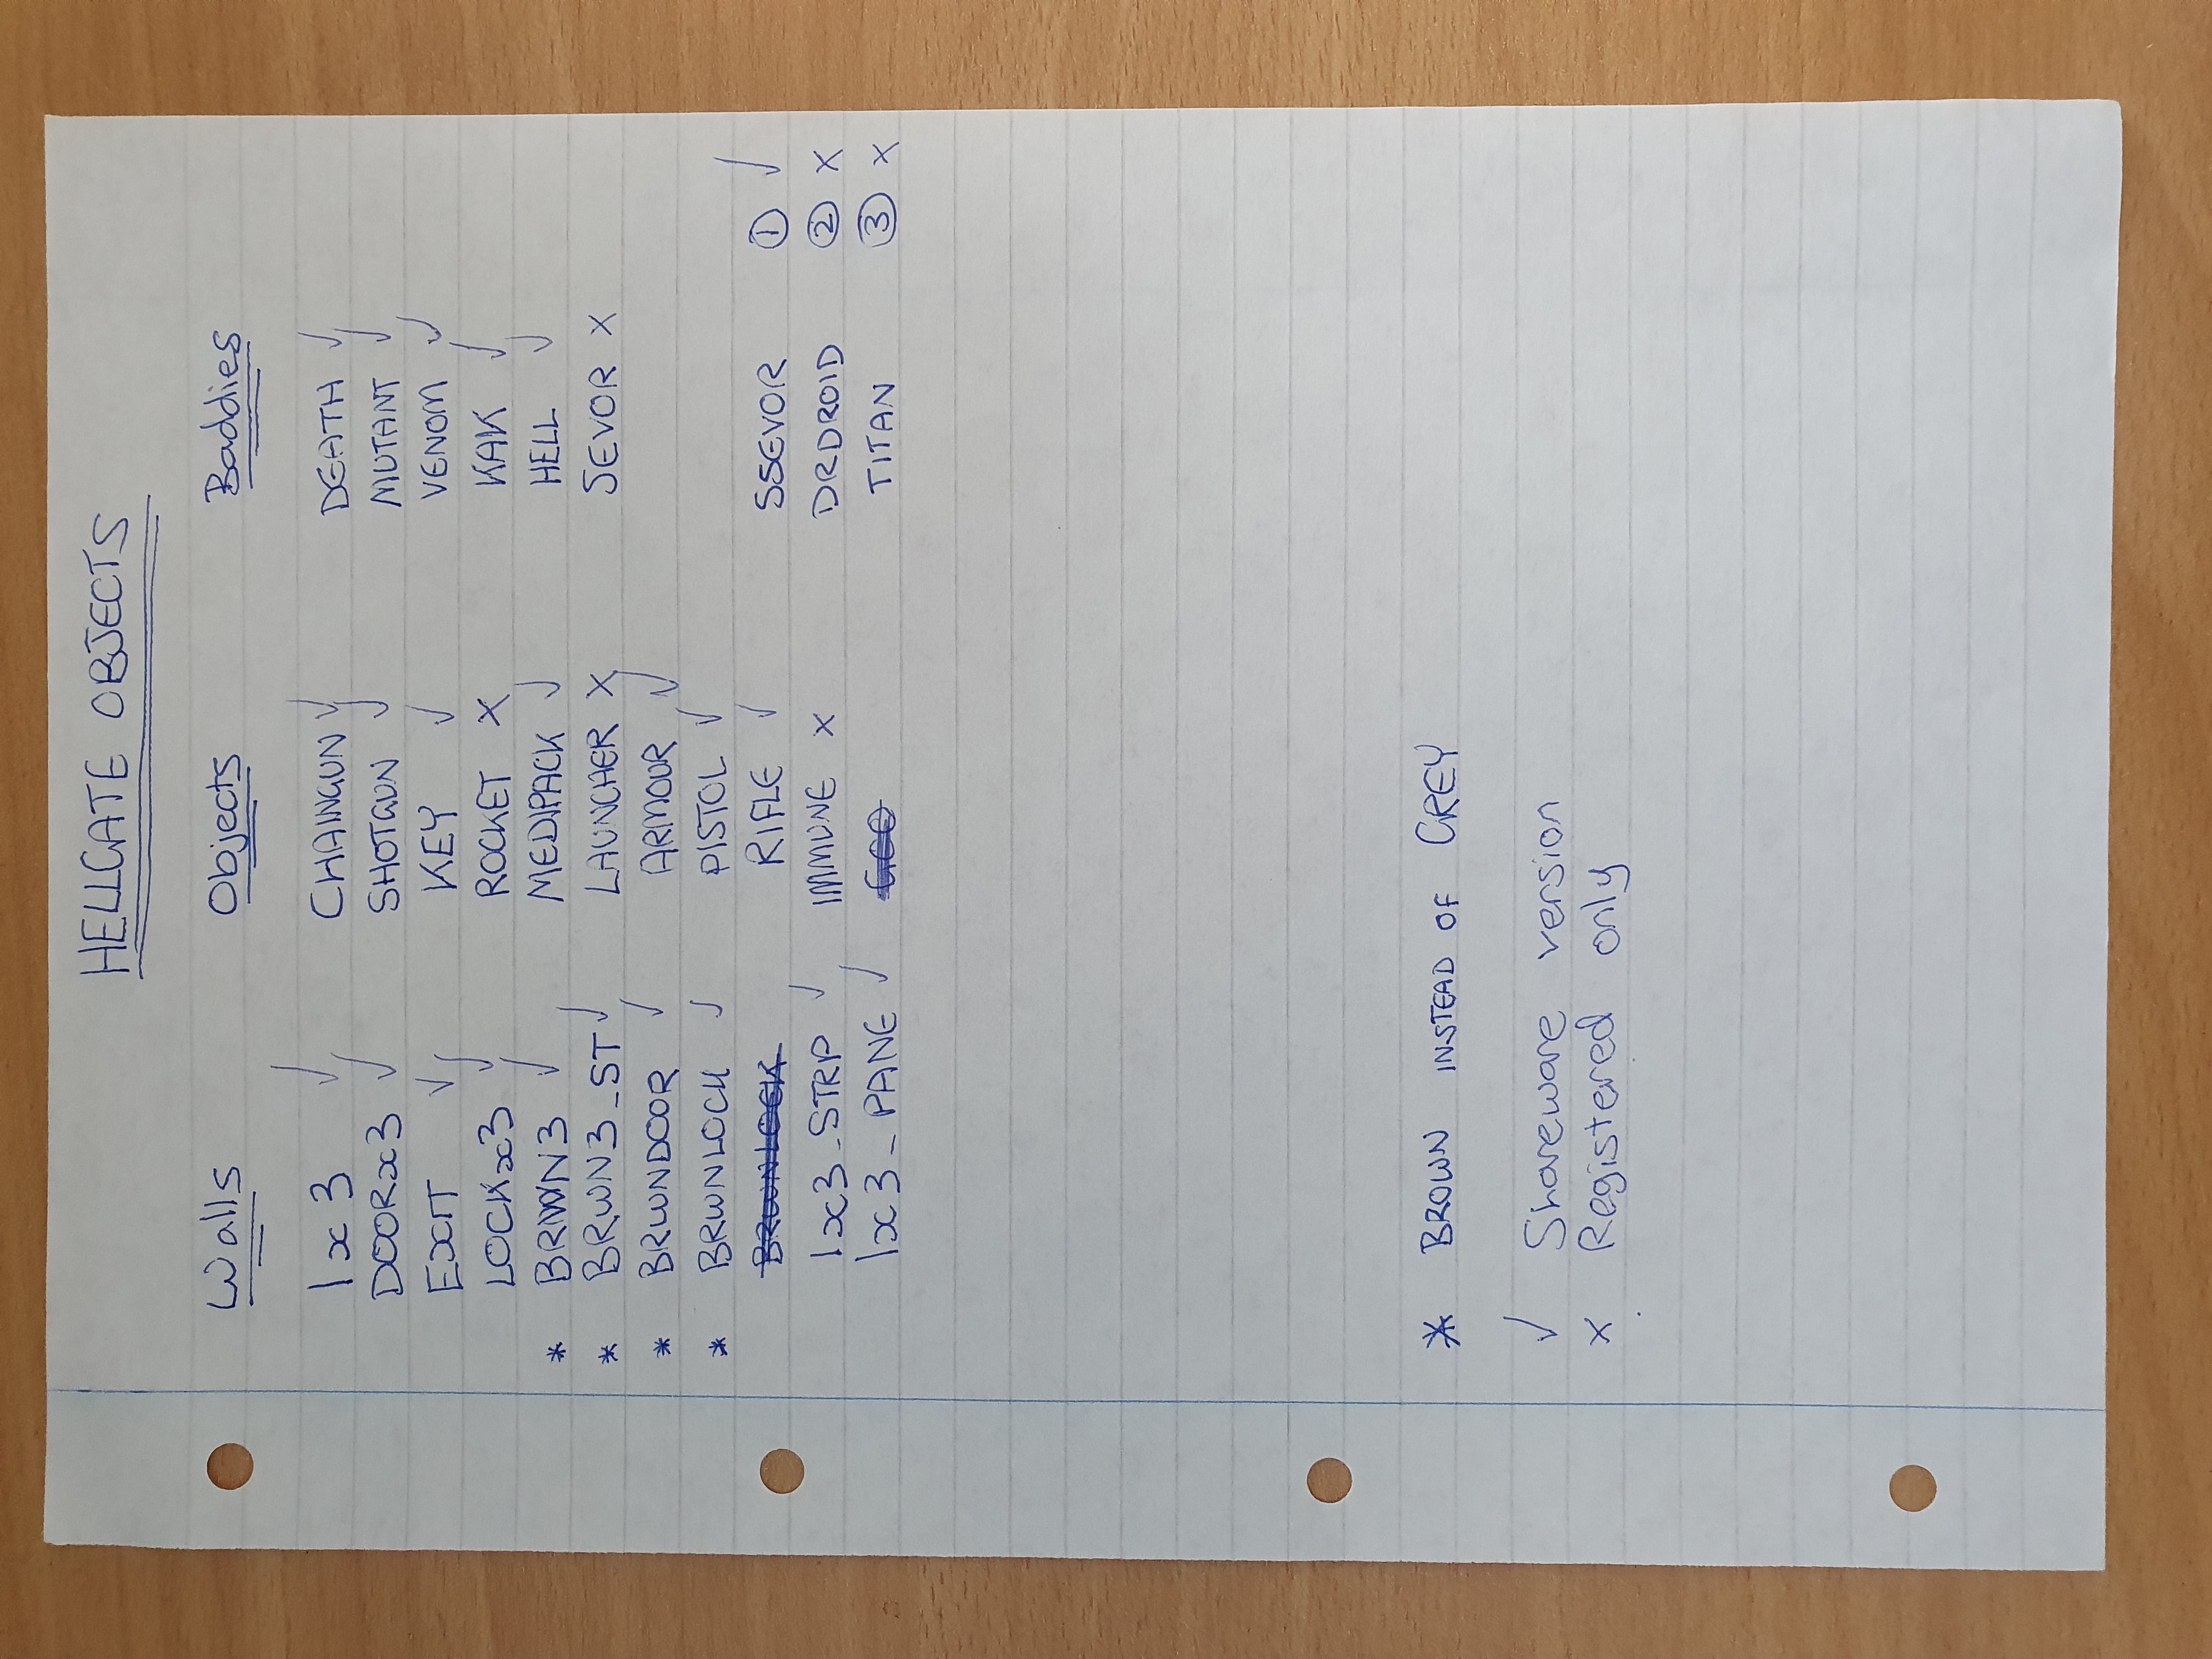 HELLGATE OBJECTS
Walls Objects Baddies
1x3 ✓ CHAINGUN ✓ DEATH ✓
DOORx3 ✓ SHOTGUN ✓ MUTANT ✓
EXIT ✓ KEY ✓ VENOM ✓
LOCKx3 ✓ ROCKET x KAK ✓
* BRWN3 ✓ MEDIPACK ✓ HELL ✓
* BRWN3_ST ✓ LAUNCHER x SEVOR x
* BRWNDOOR ✓ ARMOUR ✓
* BRWNLOCK ✓ PISTOL ✓
BRWNLOCK RIFLE ✓ SSEVOR ① ✓
1x3_STRP ✓ IMMUNE x DRDROID ② x
1x3_PANE ✓ TITAN ③ x
* BROWN INSTEAD OF GREY
✓ Shareware version
x Registered only